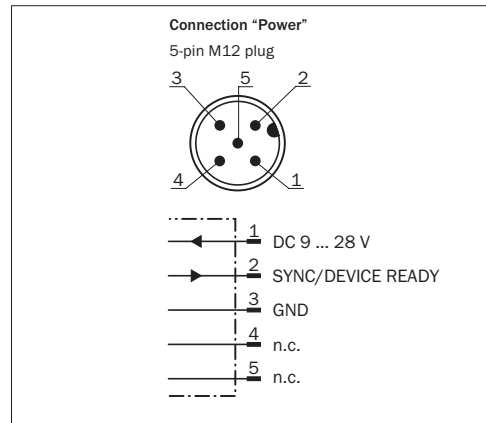 Connection “Power”
5-pin M12 plug
3 5 2
4 1
1 DC 9 ... 28 V
2 SYNC/DEVICE READY
3 GND
4 n.c.
5 n.c.